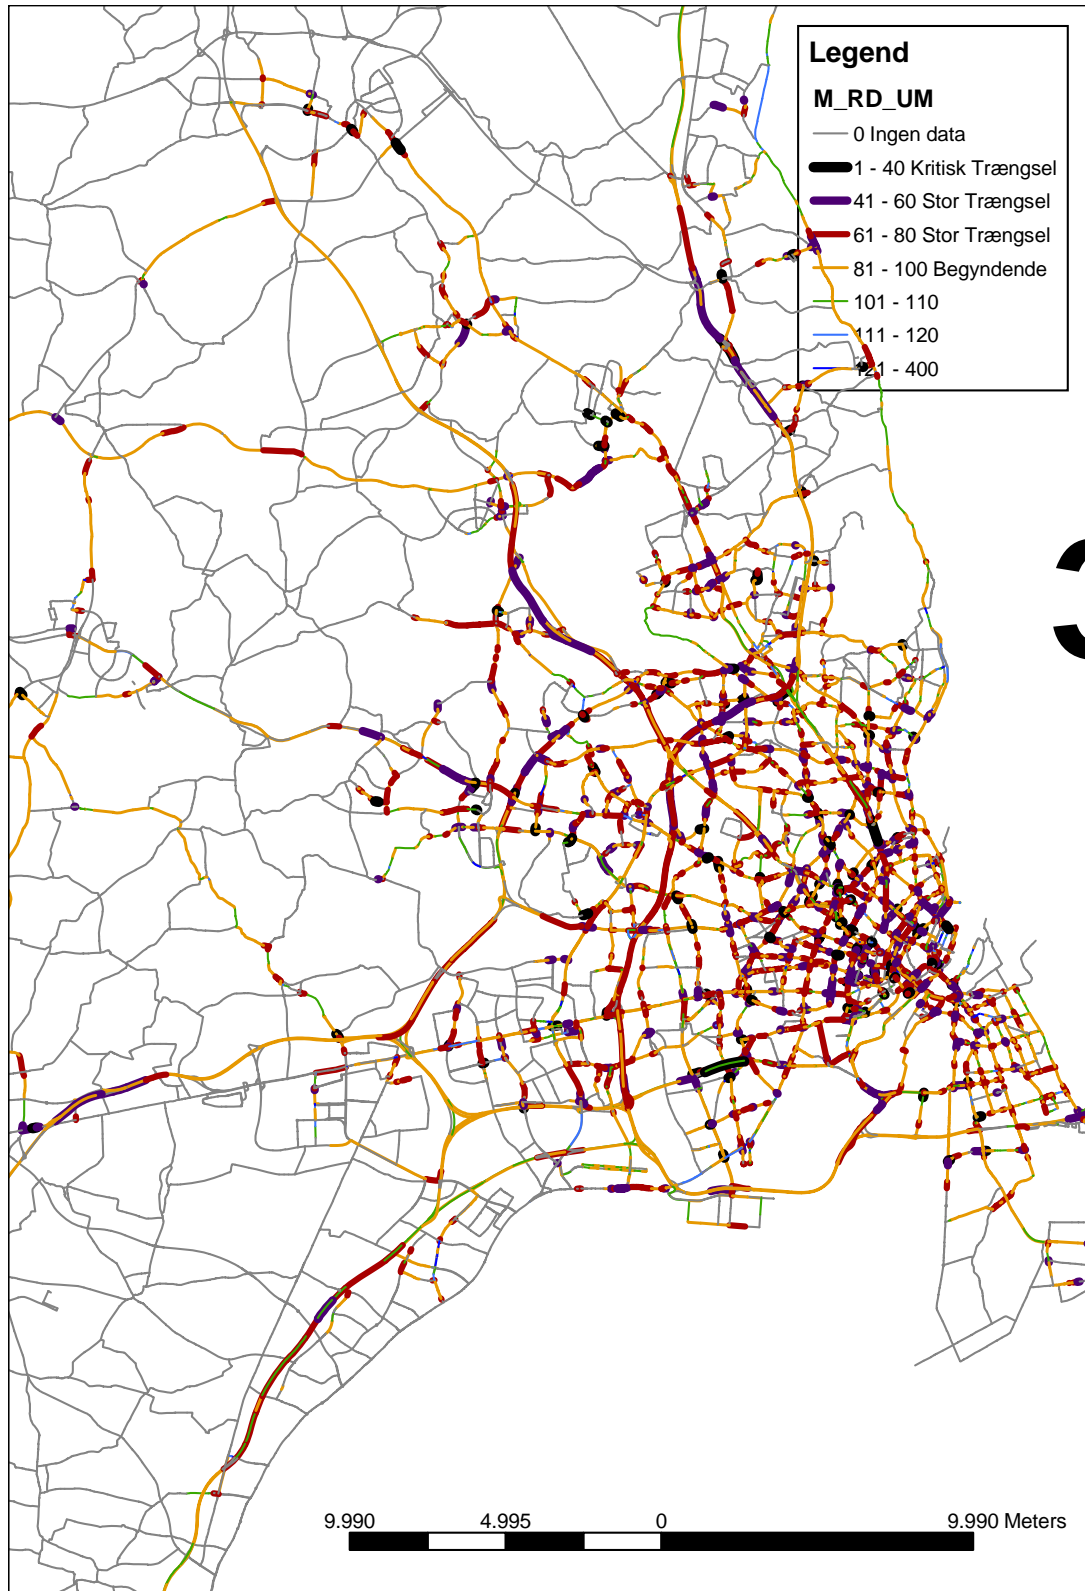 Legend
M_RD_UM
0 Ingen data
1 - 40 Kritisk Trængsel
41 - 60 Stor Trængsel
61 - 80 Stor Trængsel
81 - 100 Begyndende
101 - 110
111 - 120
121 - 400
9.990 4.995 0 9.990 Meters